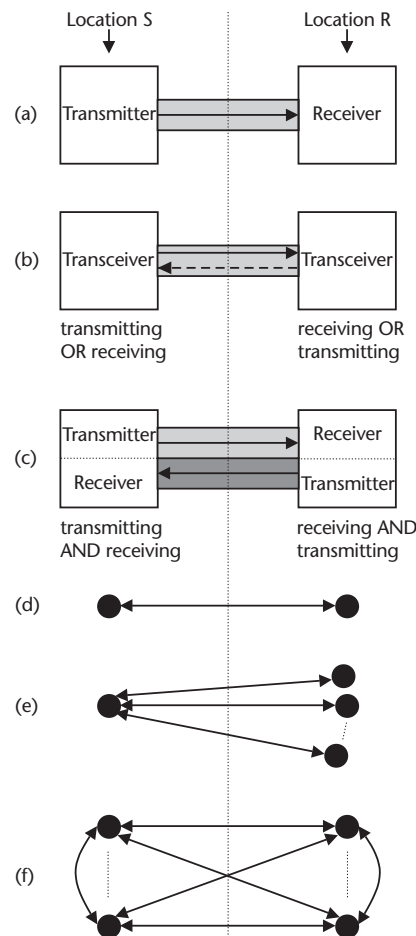 Location S Location R
(a) Transmitter Receiver
(b) Transceiver Transceiver
transmitting receiving OR
OR receiving transmitting
Transmitter Receiver
(c)
Receiver Transmitter
transmitting receiving AND
AND receiving transmitting
(d)
(e)
(f)